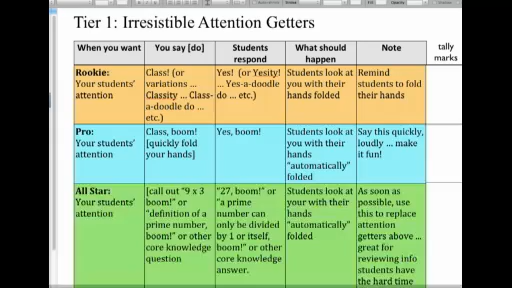 Tier 1: Irresistible Attention Getters
When you want
You say [do]
Students
respond
What should
happen
Note
tally
marks
Rookie:
Your students'
attention
Class! (or
variations ...
Classity ... Class-
a-doodle do ...
etc.)
Yes!  (or Yesity!
... Yes-a-doodle
do ... etc.)
Students look at
you with their
hands folded
Remind
students to fold
their hands
Pro:
Your students'
attention
Class, boom!
[quickly fold
your hands]
Yes, boom!
Students look at
you with their
hands
"automatically"
folded
Say this quickly,
loudly ... make
it fun!
All Star:
Your students'
attention
[call out "9 x 3
boom!" or
"definition of a
prime number,
boom!" or other
core knowledge
question
"27, boom!" or
"a prime
number can
only be divided
by 1 or itself,
boom!" or other
core knowledge
answer.
Students look at
your with their
hands
"automatically"
folded
As soon as
possible, use
this to replace
attention
getters above ...
great for
reviewing info
students have
the hard time